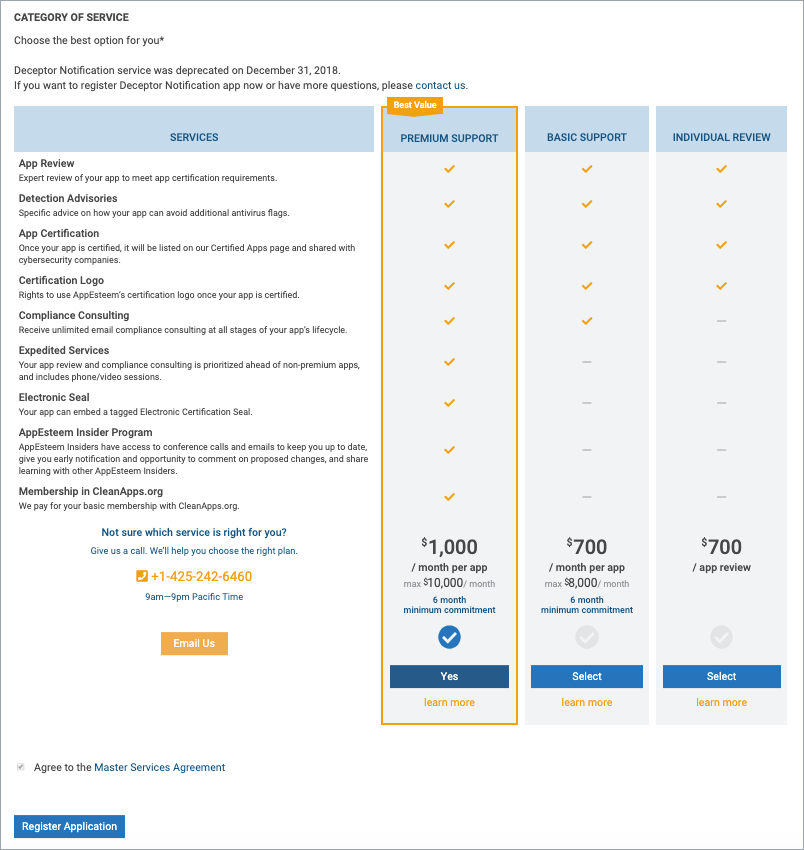 CATEGORY OF SERVICE
Choose the best option for you*
Deceptor Notification service was deprecated on December 31, 2018.
If you want to register Deceptor Notification app now or have more questions, please contact us.
Best Value
SERVICES
PREMIUM SUPPORT
BASIC SUPPORT
INDIVIDUAL REVIEW
App Review
Expert review of your app to meet app certification requirements.
Detection Advisories
Specific advice on how your app can avoid additional antivirus flags.
App Certification
Once your app is certified, it will be listed on our Certified Apps page and shared with
cybersecurity companies.
Certification Logo
Rights to use AppEsteem's certification logo once your app is certified.
Compliance Consulting
Receive unlimited email compliance consulting at all stages of your app's lifecycle.
Expedited Services
Your app review and compliance consulting is prioritized ahead of non-premium apps,
and includes phone/video sessions.
Electronic Seal
Your app can embed a tagged Electronic Certification Seal.
AppEsteem Insider Program
AppEsteem Insiders have access to conference calls and emails to keep you up to date,
give you early notification and opportunity to comment on proposed changes, and share
learning with other AppEsteem Insiders.
Membership in CleanApps.org
We pay for your basic membership with CleanApps.org.
Not sure which service is right for you?
Give us a call. We'll help you choose the right plan.
+1-425-242-6460
9am—9pm Pacific Time
Email Us
$1,000
/ month per app
max $10,000/ month
6 month
minimum commitment
Yes
learn more
$700
/ month per app
max $8,000/ month
6 month
minimum commitment
Select
learn more
$700
/ app review
Select
learn more
Agree to the Master Services Agreement
Register Application